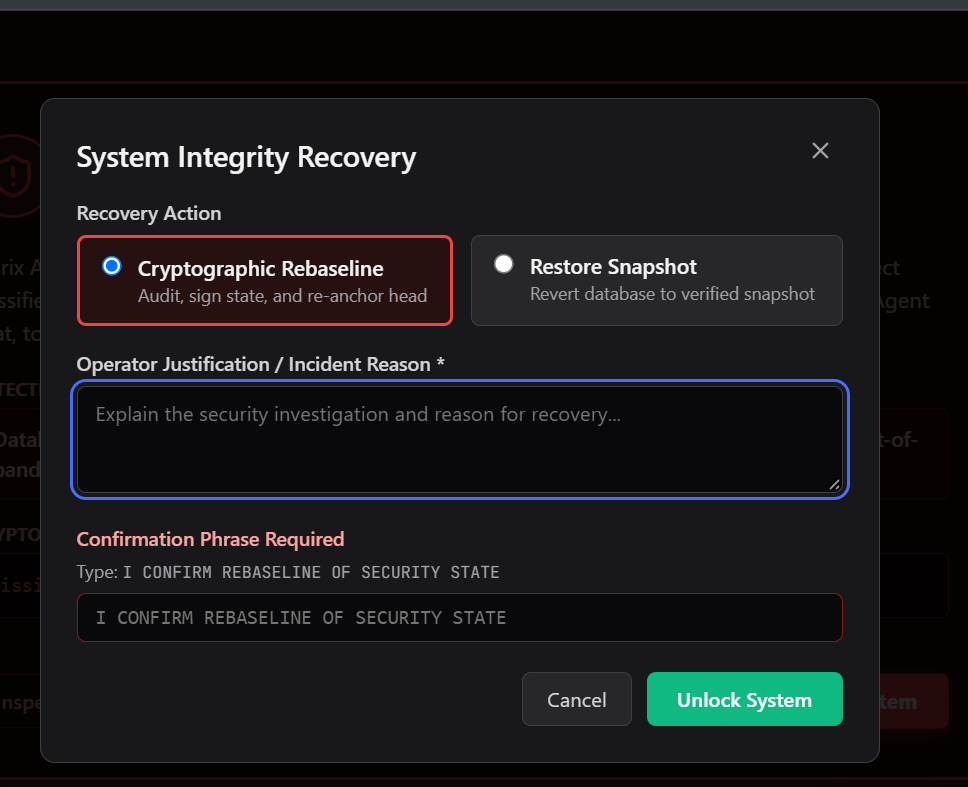 System Integrity Recovery
Recovery Action
Cryptographic Rebaseline
Audit, sign state, and re-anchor head
Restore Snapshot
Revert database to verified snapshot
Operator Justification / Incident Reason *
Explain the security investigation and reason for recovery...
Confirmation Phrase Required
Type: I CONFIRM REBASELINE OF SECURITY STATE
I CONFIRM REBASELINE OF SECURITY STATE
Cancel
Unlock System